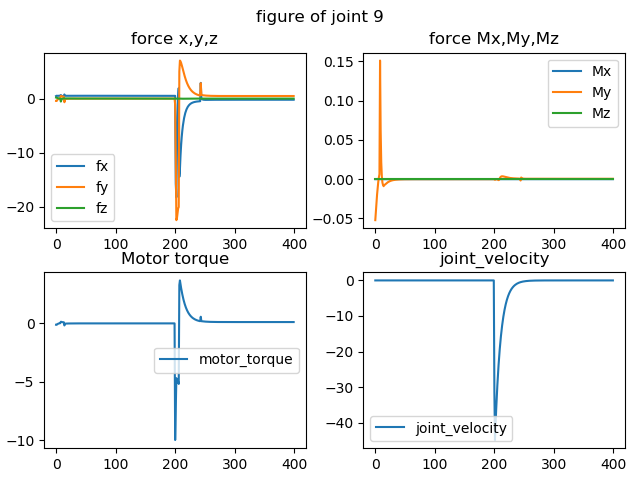 figure of joint 9
force x,y,z
0
−10
−20
fx
fy
fz
0
100
200
300
400
force Mx,My,Mz
0.15
0.10
0.05
0.00
−0.05
Mx
My
Mz
0
100
200
300
400
Motor torque
0
−5
−10
motor_torque
0
100
200
300
400
joint_velocity
0
−10
−20
−30
−40
joint_velocity
0
100
200
300
400